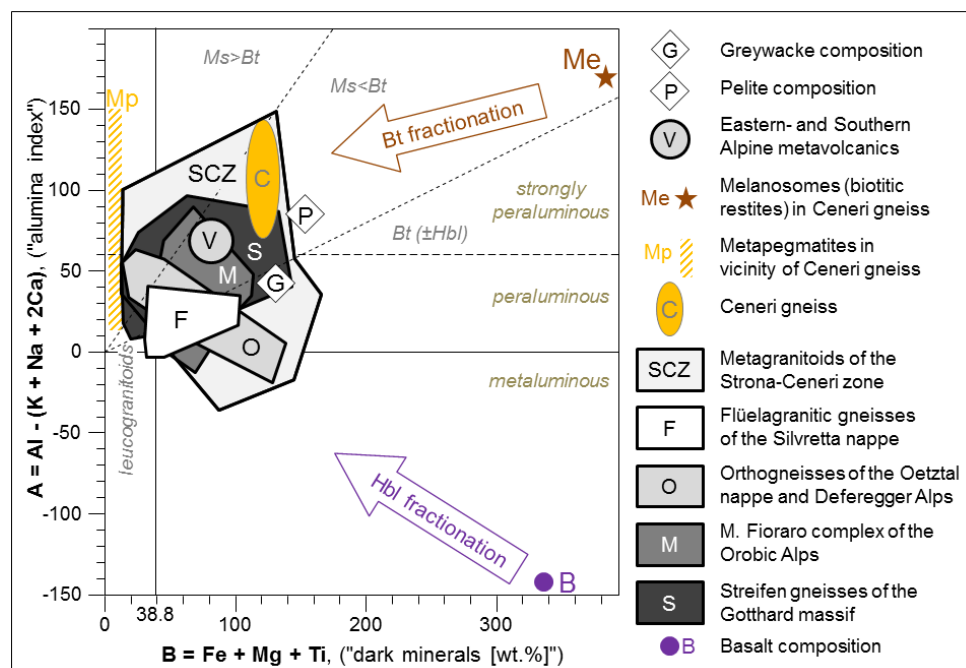 A = Al - (K + Na + 2Ca), ("alumina index")
150
100
50
0
-50
-100
-150
0
38.8
100
200
300
B = Fe + Mg + Ti, ("dark minerals [wt.%]")
Ms>Bt
Ms<Bt
Me
Mp
Bt fractionation
SCZ
C
P
strongly
peraluminous
V
S
Bt (±Hbl)
M
G
peraluminous
F
O
leucogranitoids
metaluminous
Hbl fractionation
B
G
Greywacke composition
P
Pelite composition
V
Eastern- and Southern
Alpine metavolcanics
Me
Melanosomes (biotitic
restites) in Ceneri gneiss
Mp
Metapegmatites in
vicinity of Ceneri gneiss
C
Ceneri gneiss
SCZ
Metagranitoids of the
Strona-Ceneri zone
F
Flüelagranitic gneisses
of the Silvretta nappe
O
Orthogneisses of the Oetztal
nappe and Deferegger Alps
M
M. Fioraro complex of the
Orobic Alps
S
Streifen gneisses of the
Gotthard massif
B
Basalt composition